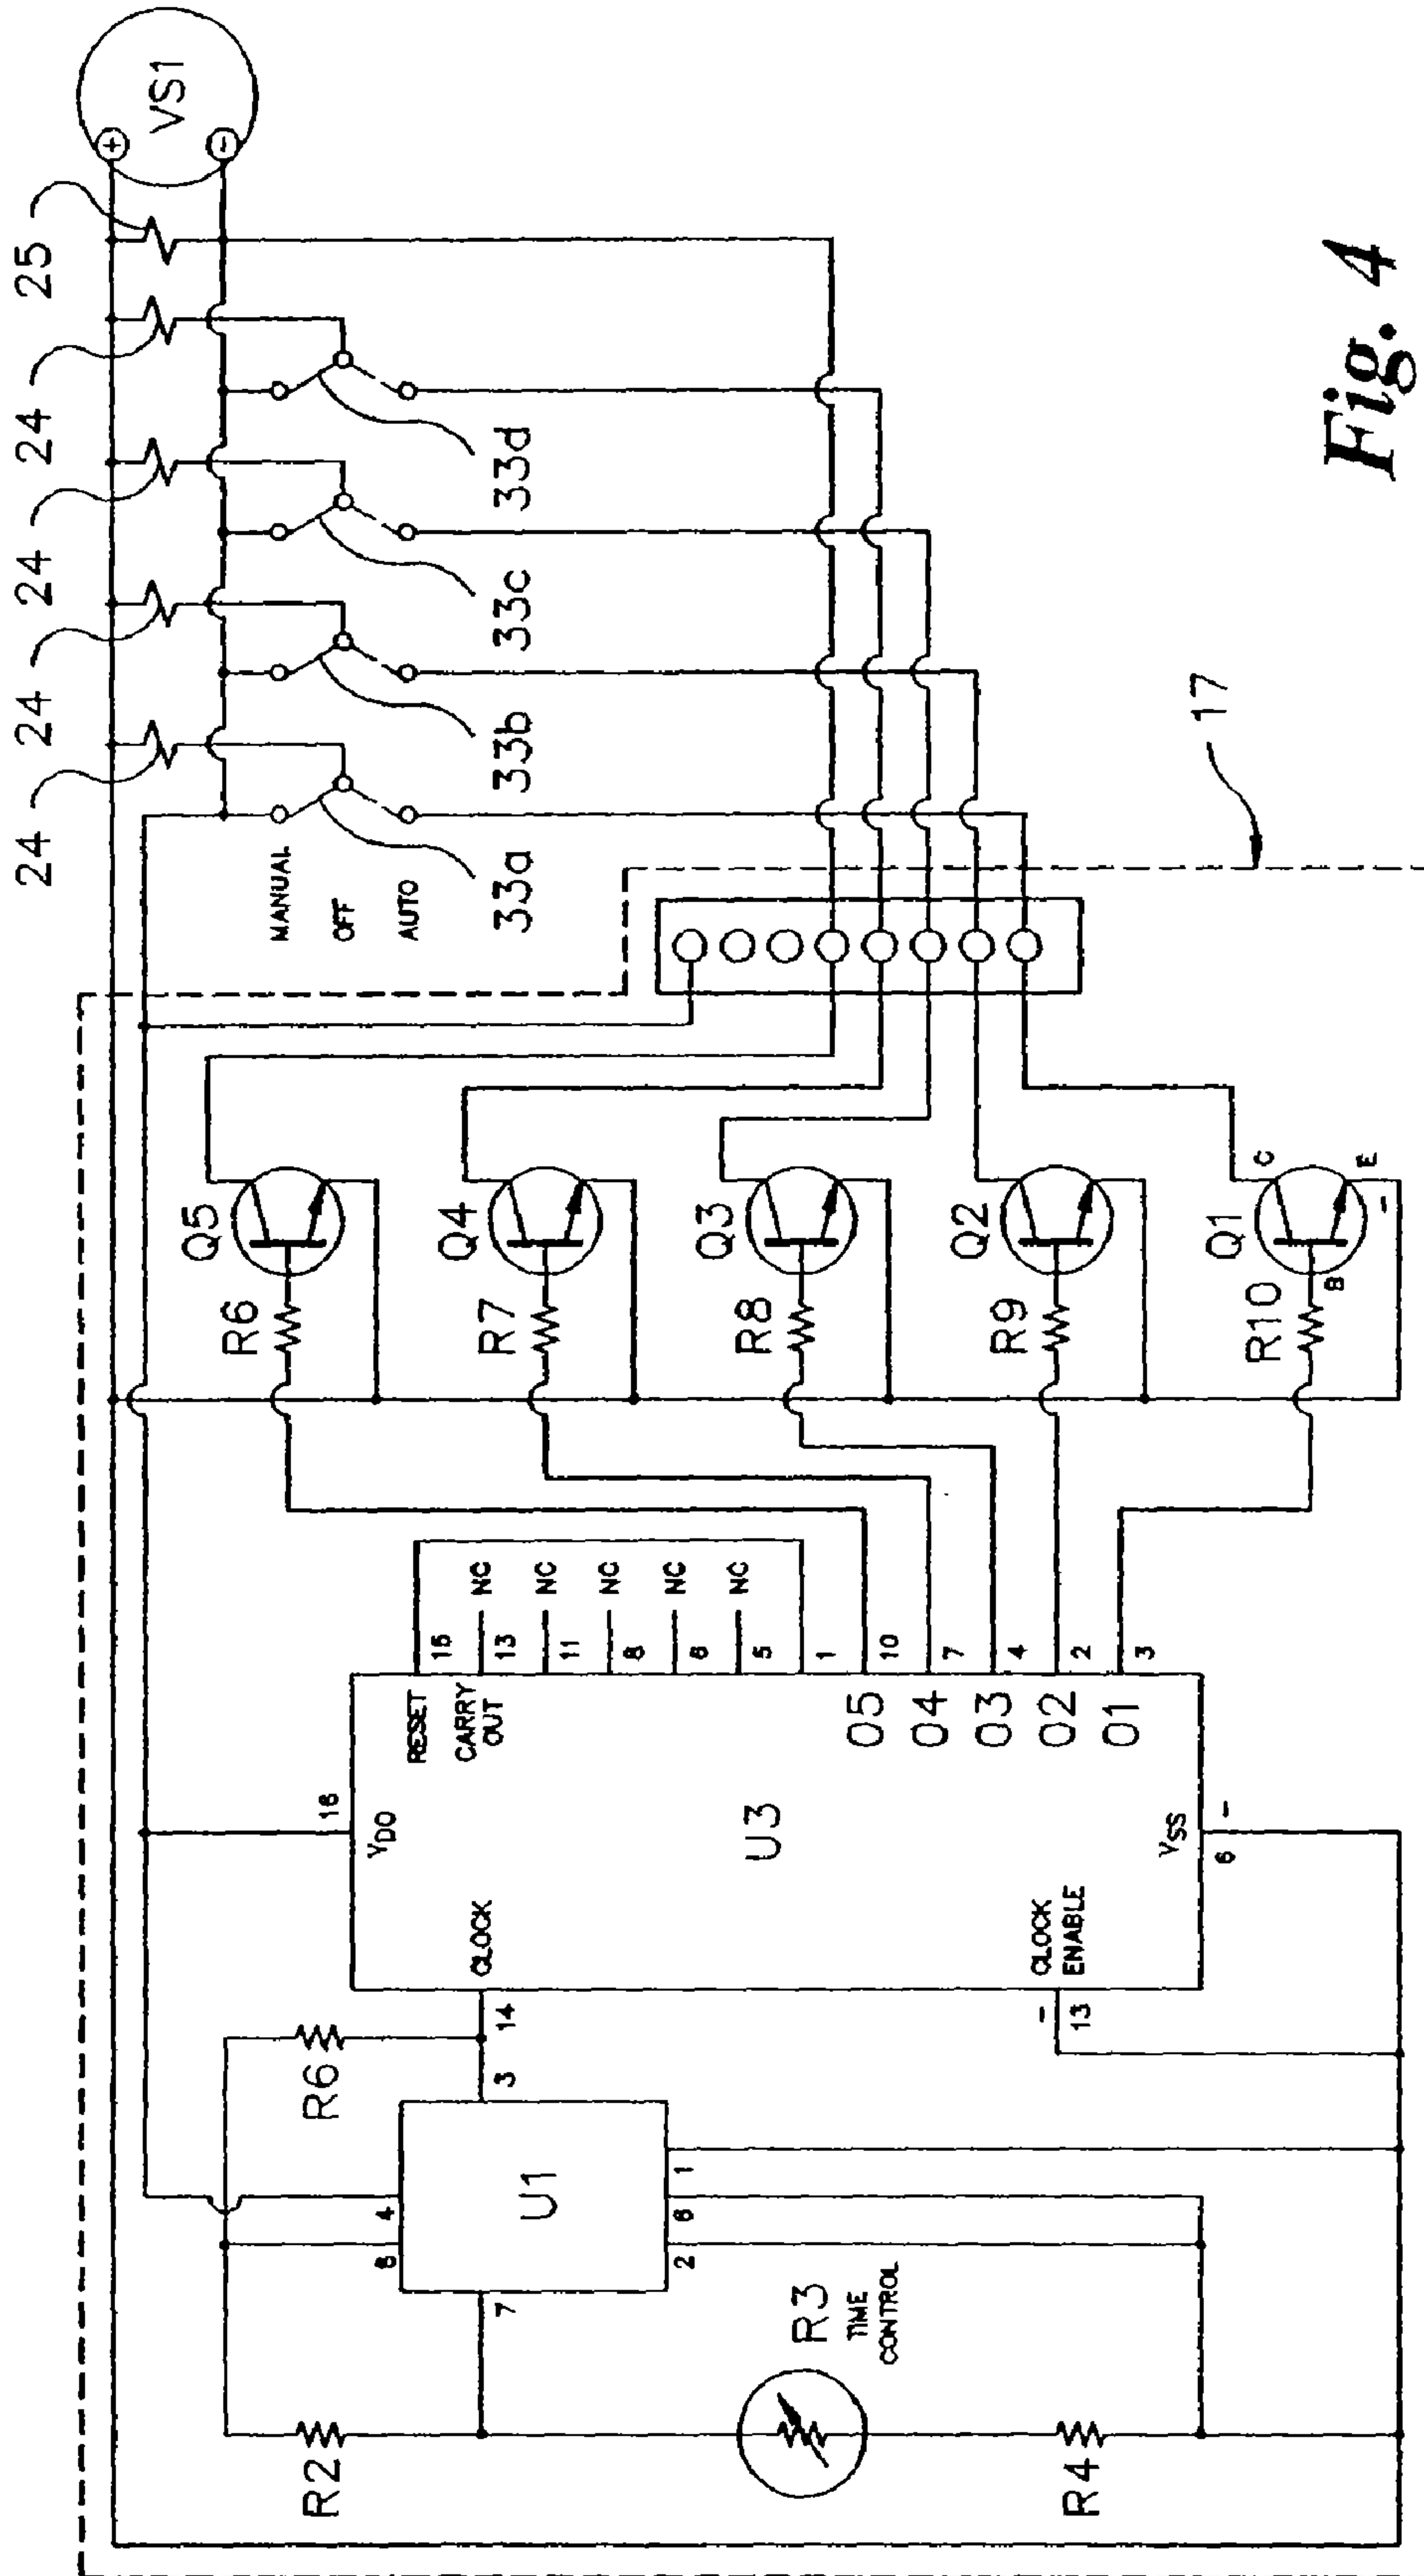 VS1
+
-
25
24
24
24
24
33d
33c
33b
33a
MANUAL
OFF
AUTO
17
Q5
R6
Q4
R7
Q3
R8
Q2
R9
Q1
C
E
-
B
R10
NC
NC
NC
NC
NC
15
13
11
8
6
5
1
10
7
4
2
3
RESET
CARRY
OUT
O5
O4
O3
O2
O1
16
VDO
U3
VSS
6
-
CLOCK
CLOCK
ENABLE
14
-
13
R6
3
U1
4
8
1
6
2
7
R2
R3
TIME
CONTROL
R4
Fig. 4